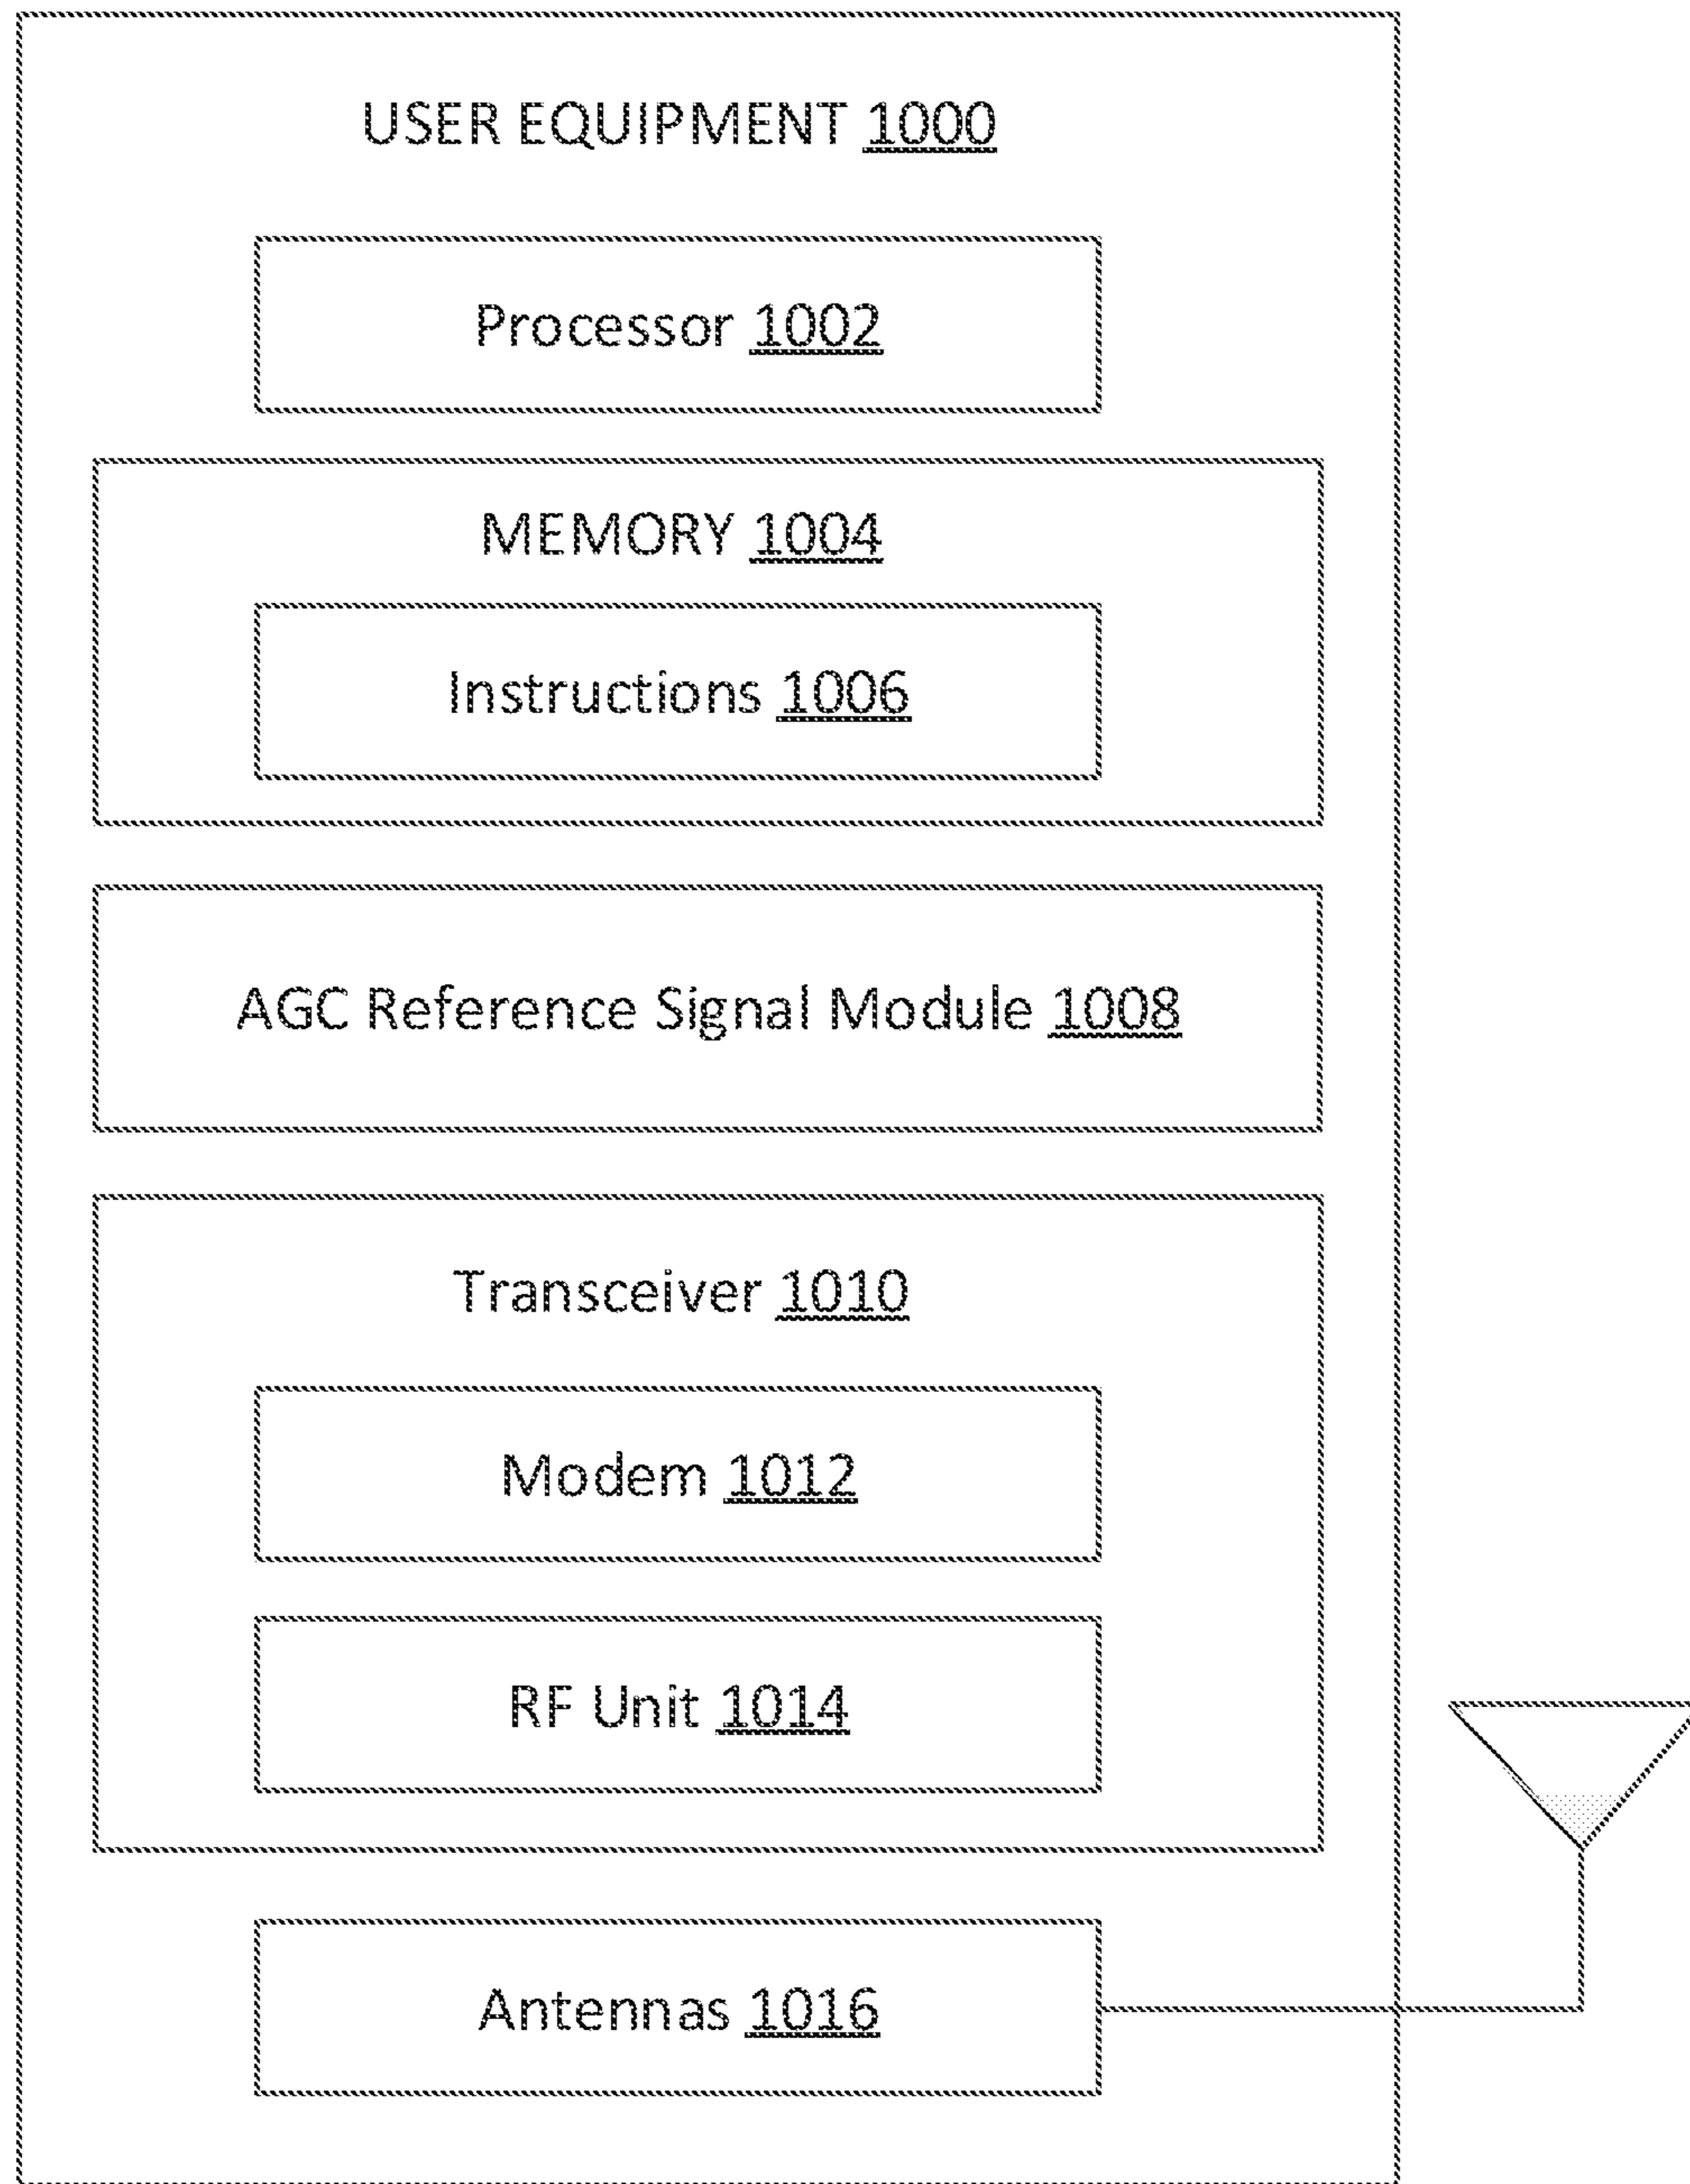 USER EQUIPMENT 1000
Processor 1002
MEMORY 1004
Instructions 1006
AGC Reference Signal Module 1008
Transceiver 1010
Modem 1012
RF Unit 1014
Antennas 1016